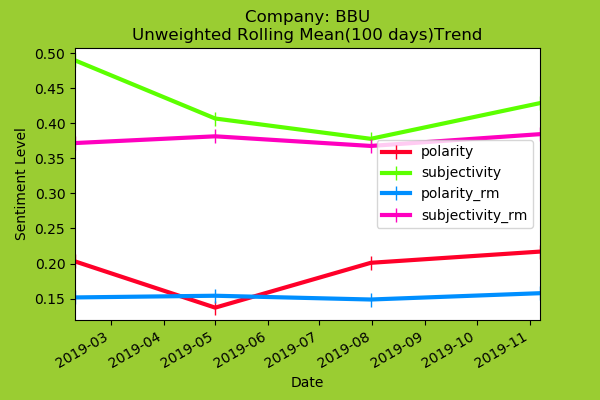 Company: BBU
Unweighted Rolling Mean(100 days)Trend
Sentiment Level
0.50
0.45
0.40
0.35
0.30
0.25
0.20
0.15
polarity
subjectivity
polarity_rm
subjectivity_rm
2019-03
2019-04
2019-05
2019-06
2019-07
2019-08
2019-09
2019-10
2019-11
Date